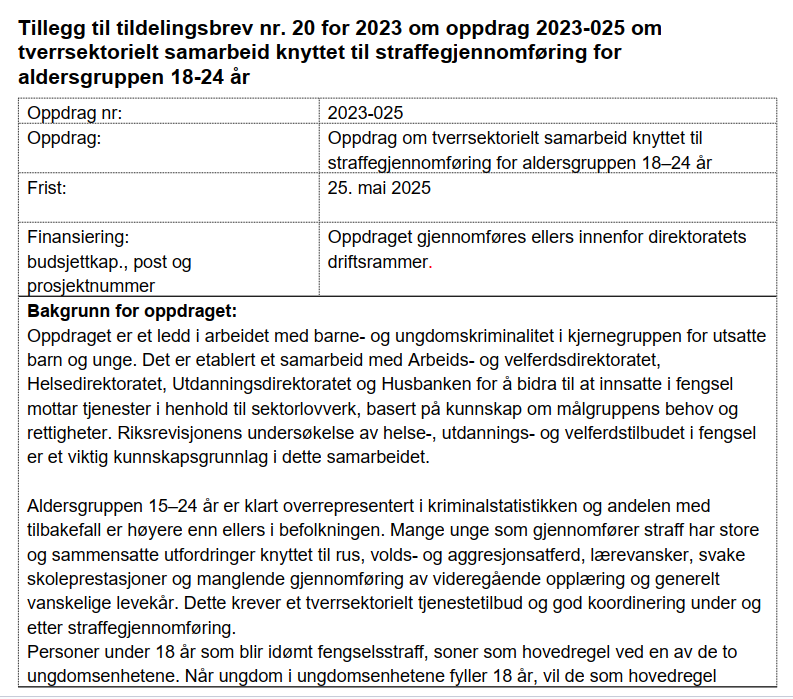 Tillegg til tildelingsbrev nr. 20 for 2023 om oppdrag 2023-025 om
tverrsektorielt samarbeid knyttet til straffegjennomføring for
aldersgruppen 18-24 år
Oppdrag nr:
2023-025
Oppdrag:
Oppdrag om tverrsektorielt samarbeid knyttet til
straffegjennomføring for aldersgruppen 18–24 år
Frist:
25. mai 2025
Finansiering:
budsjettkap., post og
prosjektnummer
Oppdraget gjennomføres ellers innenfor direktoratets
driftsrammer.
Bakgrunn for oppdraget:
Oppdraget er et ledd i arbeidet med barne- og ungdomskriminalitet i kjernegruppen for utsatte
barn og unge. Det er etablert et samarbeid med Arbeids- og velferdsdirektoratet,
Helsedirektoratet, Utdanningsdirektoratet og Husbanken for å bidra til at innsatte i fengsel
mottar tjenester i henhold til sektorlovverk, basert på kunnskap om målgruppens behov og
rettigheter. Riksrevisjonens undersøkelse av helse-, utdannings- og velferdstilbudet i fengsel
er et viktig kunnskapsgrunnlag i dette samarbeidet.
Aldersgruppen 15–24 år er klart overrepresentert i kriminalstatistikken og andelen med
tilbakefall er høyere enn ellers i befolkningen. Mange unge som gjennomfører straff har store
og sammensatte utfordringer knyttet til rus, volds- og aggresjonsatferd, lærevansker, svake
skoleprestasjoner og manglende gjennomføring av videregående opplæring og generelt
vanskelige levekår. Dette krever et tverrsektorielt tjenestetilbud og god koordinering under og
etter straffegjennomføring.
Personer under 18 år som blir idømt fengselsstraff, soner som hovedregel ved en av de to
ungdomsenhetene. Når ungdom i ungdomsenhetene fyller 18 år, vil de som hovedregel